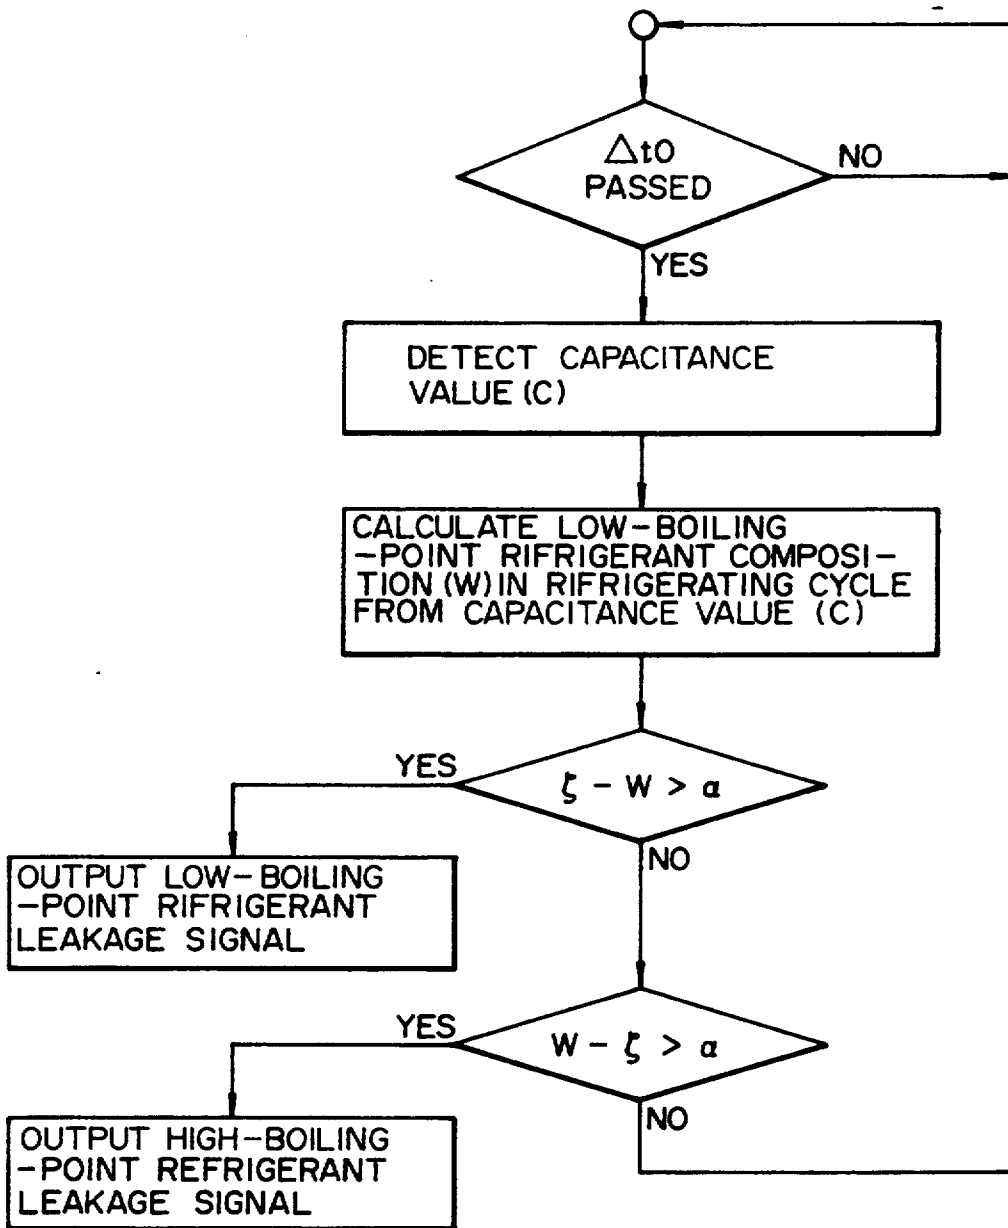 △t0
PASSED
NO
YES
DETECT CAPACITANCE
VALUE (C)
CALCULATE LOW-BOILING
-POINT RIFRIGERANT COMPOSI-
TION (W) IN RIFRIGERATING CYCLE
FROM CAPACITANCE VALUE (C)
YES
ζ - W > α
NO
OUTPUT LOW-BOILING
-POINT RIFRIGERANT
LEAKAGE SIGNAL
YES
W - ζ > α
NO
OUTPUT HIGH-BOILING
-POINT REFRIGERANT
LEAKAGE SIGNAL